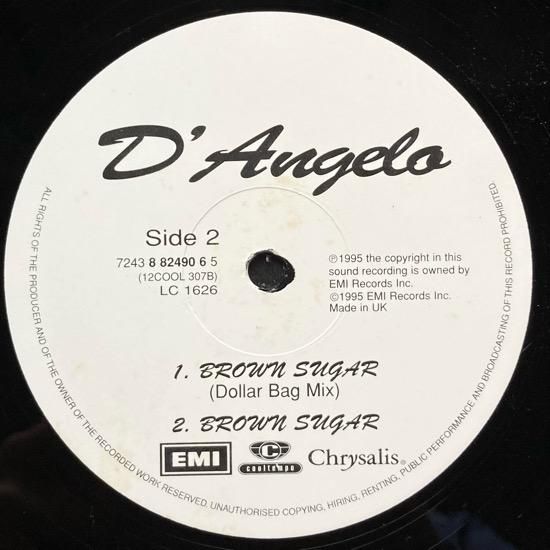 D'Angelo
Side 2
7243 8 82490 6 5
(12COOL 307B)
LC 1626
℗1995 the copyright in this
sound recording is owned by
EMI Records Inc.
©1995 EMI Records Inc.
Made in UK
1. BROWN SUGAR
(Dollar Bag Mix)
2. BROWN SUGAR
EMI
C
cooltempo
Chrysalis®
ALL RIGHTS OF THE PRODUCER AND OF THE OWNER OF THE RECORDED WORK RESERVED. UNAUTHORISED COPYING, HIRING, RENTING, PUBLIC PERFORMANCE AND BROADCASTING OF THIS RECORD PROHIBITED.